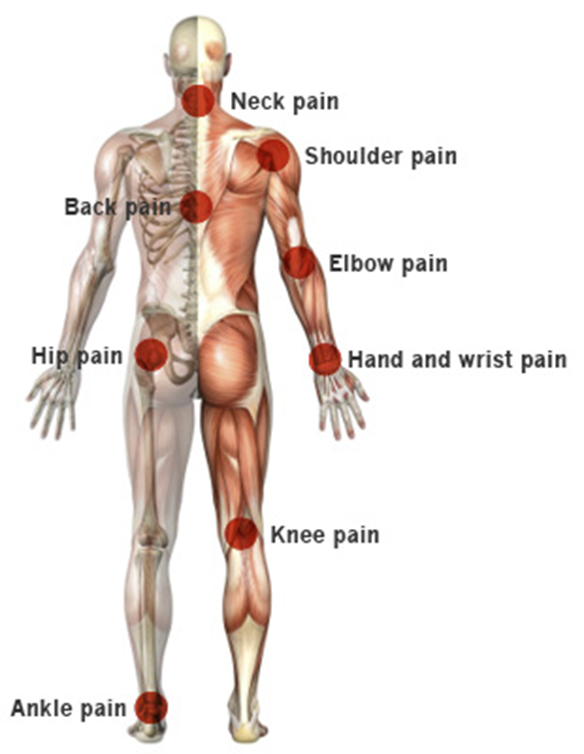 Neck pain
Shoulder pain
Back pain
Elbow pain
Hip pain
Hand and wrist pain
Knee pain
Ankle pain